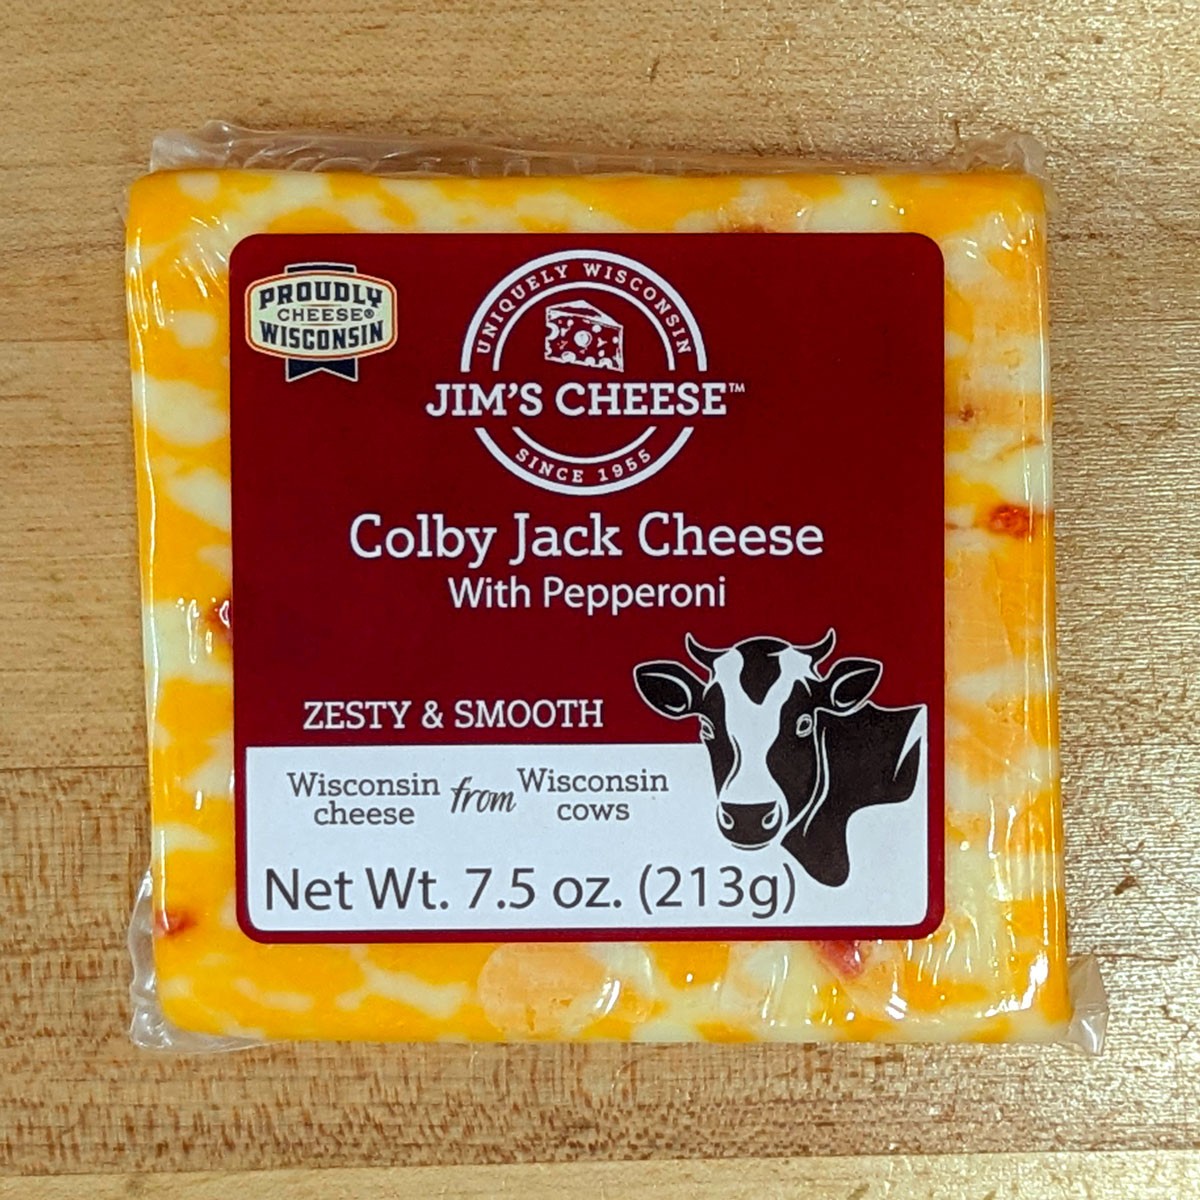 PROUDLY
CHEESE®
WISCONSIN
UNIQUELY WISCONSIN
JIM'S CHEESE™
SINCE 1955
Colby Jack Cheese
With Pepperoni
ZESTY & SMOOTH
Wisconsin cheese from Wisconsin cows
Net Wt. 7.5 oz. (213g)